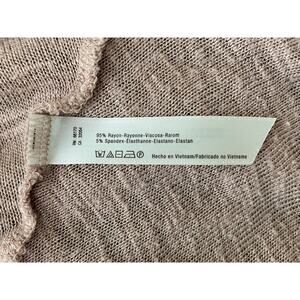 95% Rayon-Rayonne-Viscosa-Raiom
5% Spandex-Elasthanne-Elastano-Elastan
Hecho en Vietnam/Fabricado no Vietname